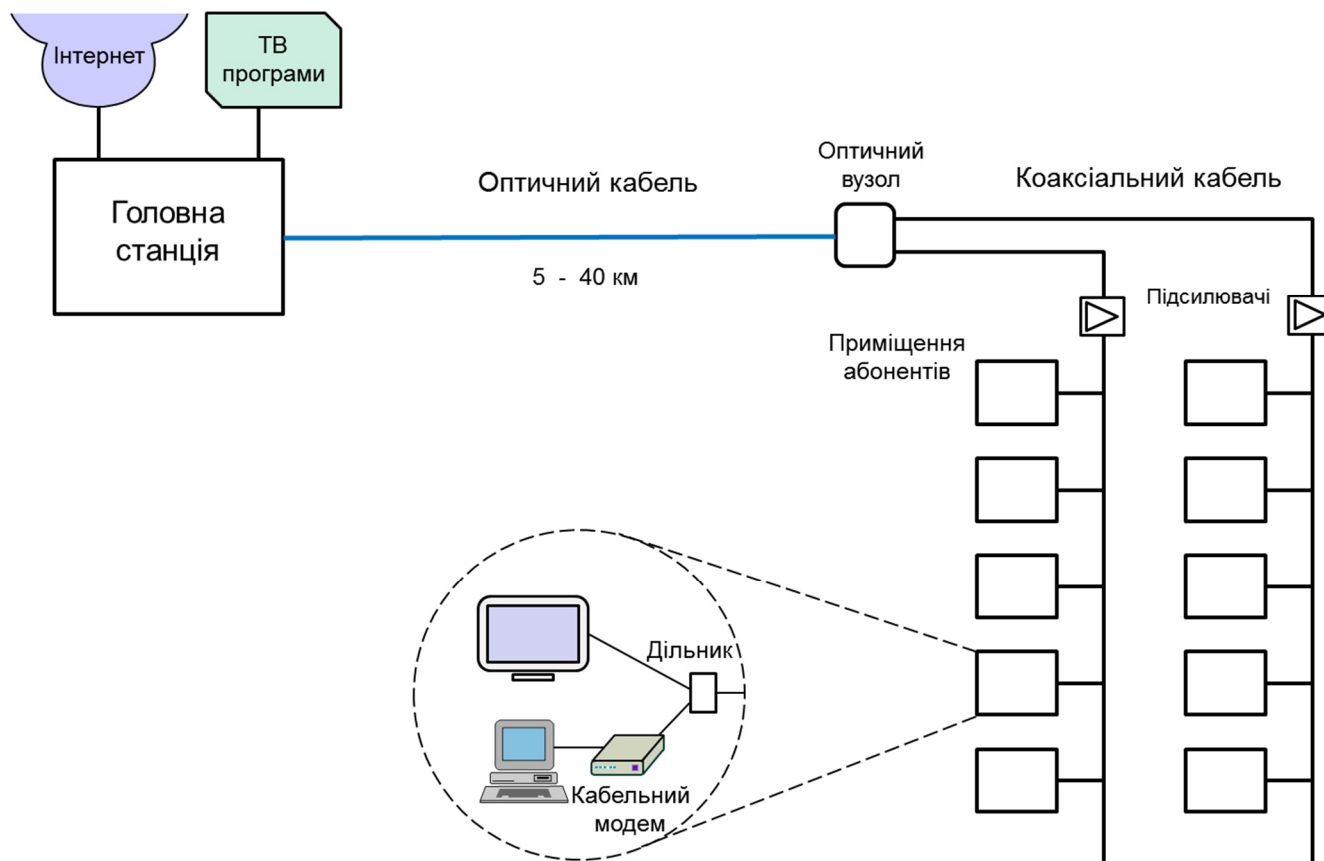 Інтернет
ТВ
програми
Головна
станція
Оптичний кабель
5 - 40 км
Оптичний
вузол
Коаксіальний кабель
Підсилювачі
Приміщення
абонентів
Дільник
Кабельний
модем